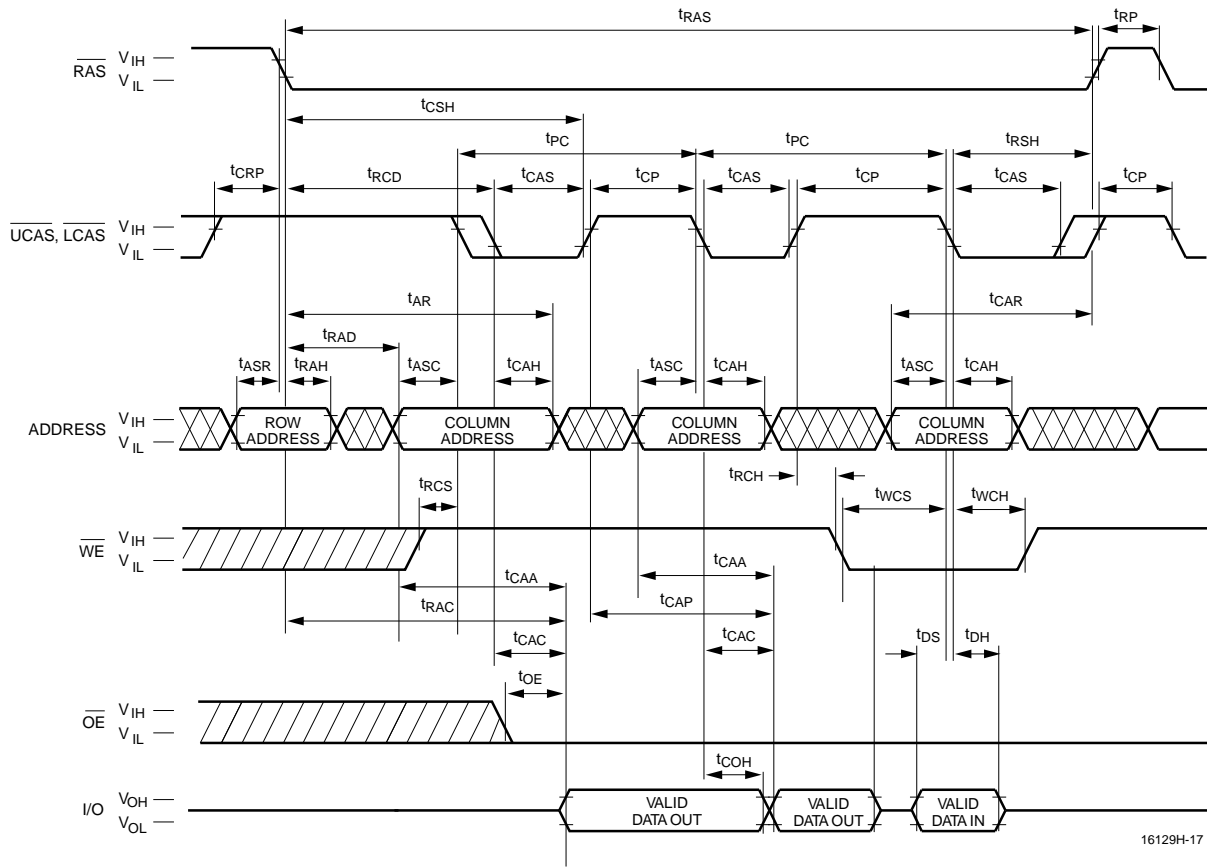 tRAS
tRP
RAS
VIH
VIL
tCSH
tPC
tPC
tRSH
tCRP
tRCD
tCAS
tCP
tCAS
tCP
tCAS
tCP
UCAS, LCAS
VIH
VIL
tAR
tCAR
tRAD
tASR
tRAH
tASC
tCAH
tASC
tCAH
tASC
tCAH
ADDRESS
VIH
VIL
ROW ADDRESS
COLUMN ADDRESS
COLUMN ADDRESS
COLUMN ADDRESS
tRCH
tRCS
tWCS
tWCH
WE
VIH
VIL
tCAA
tCAA
tRAC
tCAP
tCAC
tCAC
tDS
tDH
tOE
OE
VIH
VIL
tCOH
I/O
VOH
VOL
VALID DATA OUT
VALID DATA OUT
VALID DATA IN
16129H-17